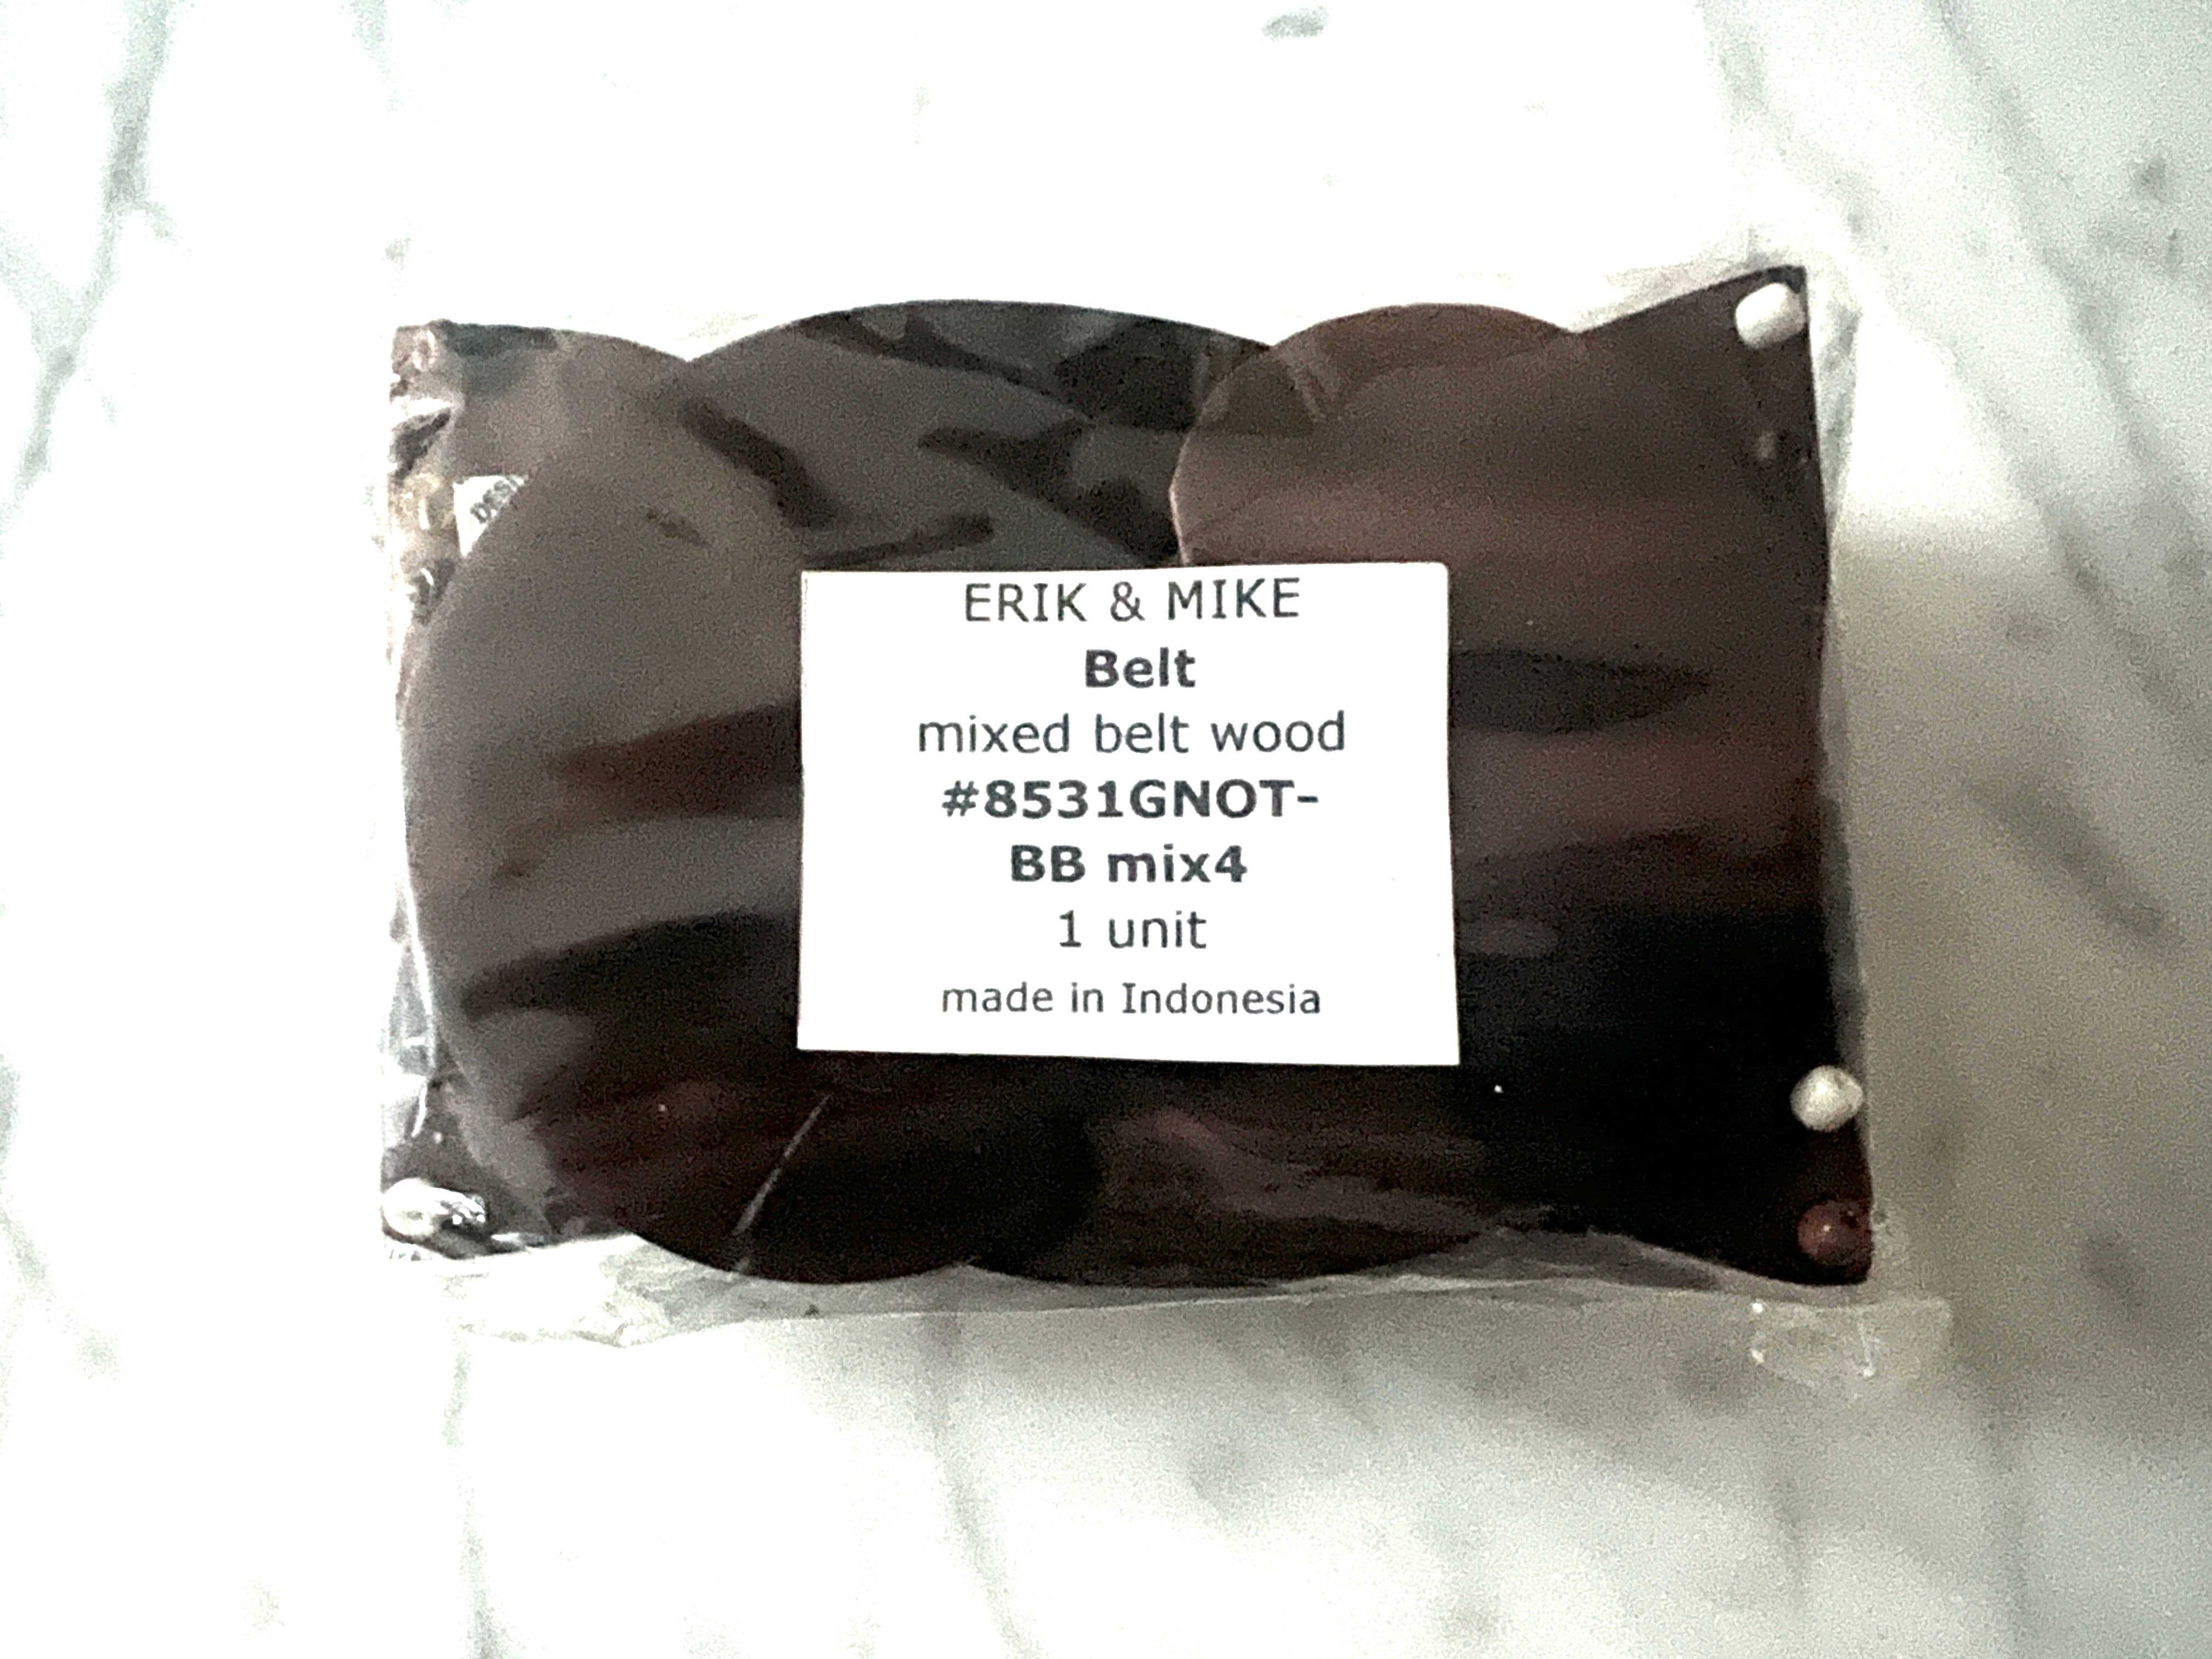 ERIK & MIKE
Belt
mixed belt wood
#8531GNOT-
BB mix4
1 unit
made in Indonesia